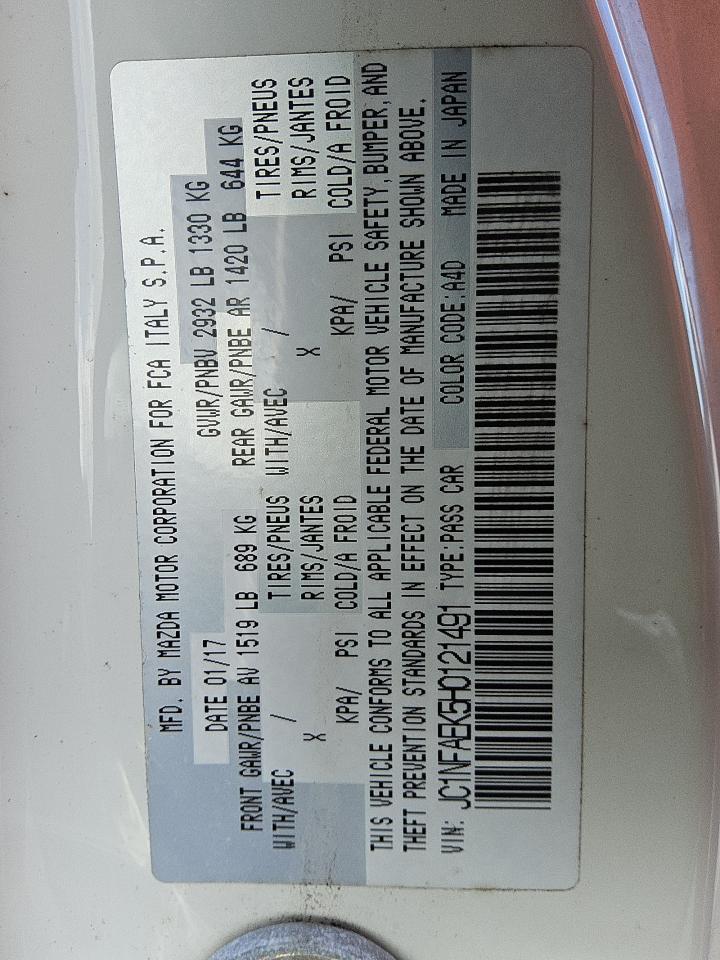 MFD. BY MAZDA MOTOR CORPORATION FOR FCA ITALY S.P.A.
DATE 01/17 GVWR/PNBV 2932 LB 1330 KG
FRONT GAWR/PNBE AV 1519 LB 689 KG REAR GAWR/PNBE AR 1420 LB 644 KG
WITH/AVEC / TIRES/PNEUS WITH/AVEC / TIRES/PNEUS
X RIMS/JANTES X RIMS/JANTES
KPA/ PSI COLD/A FROID KPA/ PSI COLD/A FROID
THIS VEHICLE CONFORMS TO ALL APPLICABLE FEDERAL MOTOR VEHICLE SAFETY, BUMPER, AND
THEFT PREVENTION STANDARDS IN EFFECT ON THE DATE OF MANUFACTURE SHOWN ABOVE.
VIN: JC1NFAEK5H0121491 TYPE:PASS CAR COLOR CODE:A4D MADE IN JAPAN